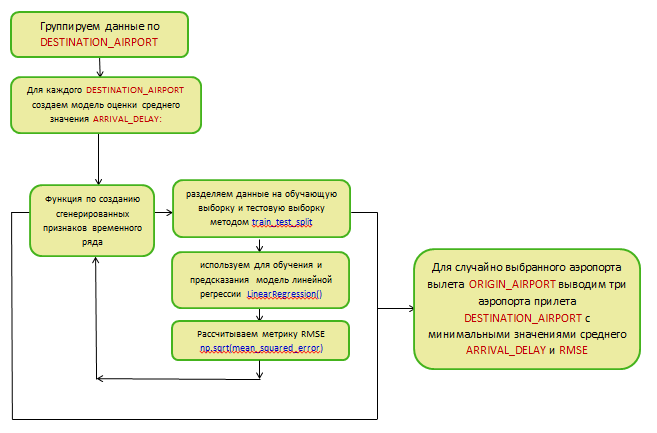 Группируем данные по
DESTINATION_AIRPORT
Для каждого DESTINATION_AIRPORT
создаем модель оценки среднего
значения ARRIVAL_DELAY:
Функция по созданию
сгенерированных
признаков временного
ряда
разделяем данные на обучающую
выборку и тестовую выборку
методом train_test_split
используем для обучения и
предсказания модель линейной
регрессии LinearRegression()
Рассчитываем метрику RMSE
np.sqrt(mean_squared_error)
Для случайно выбранного аэропорта
вылета ORIGIN_AIRPORT выводим три
аэропорта прилета
DESTINATION_AIRPORT с
минимальными значениями среднего
ARRIVAL_DELAY и RMSE